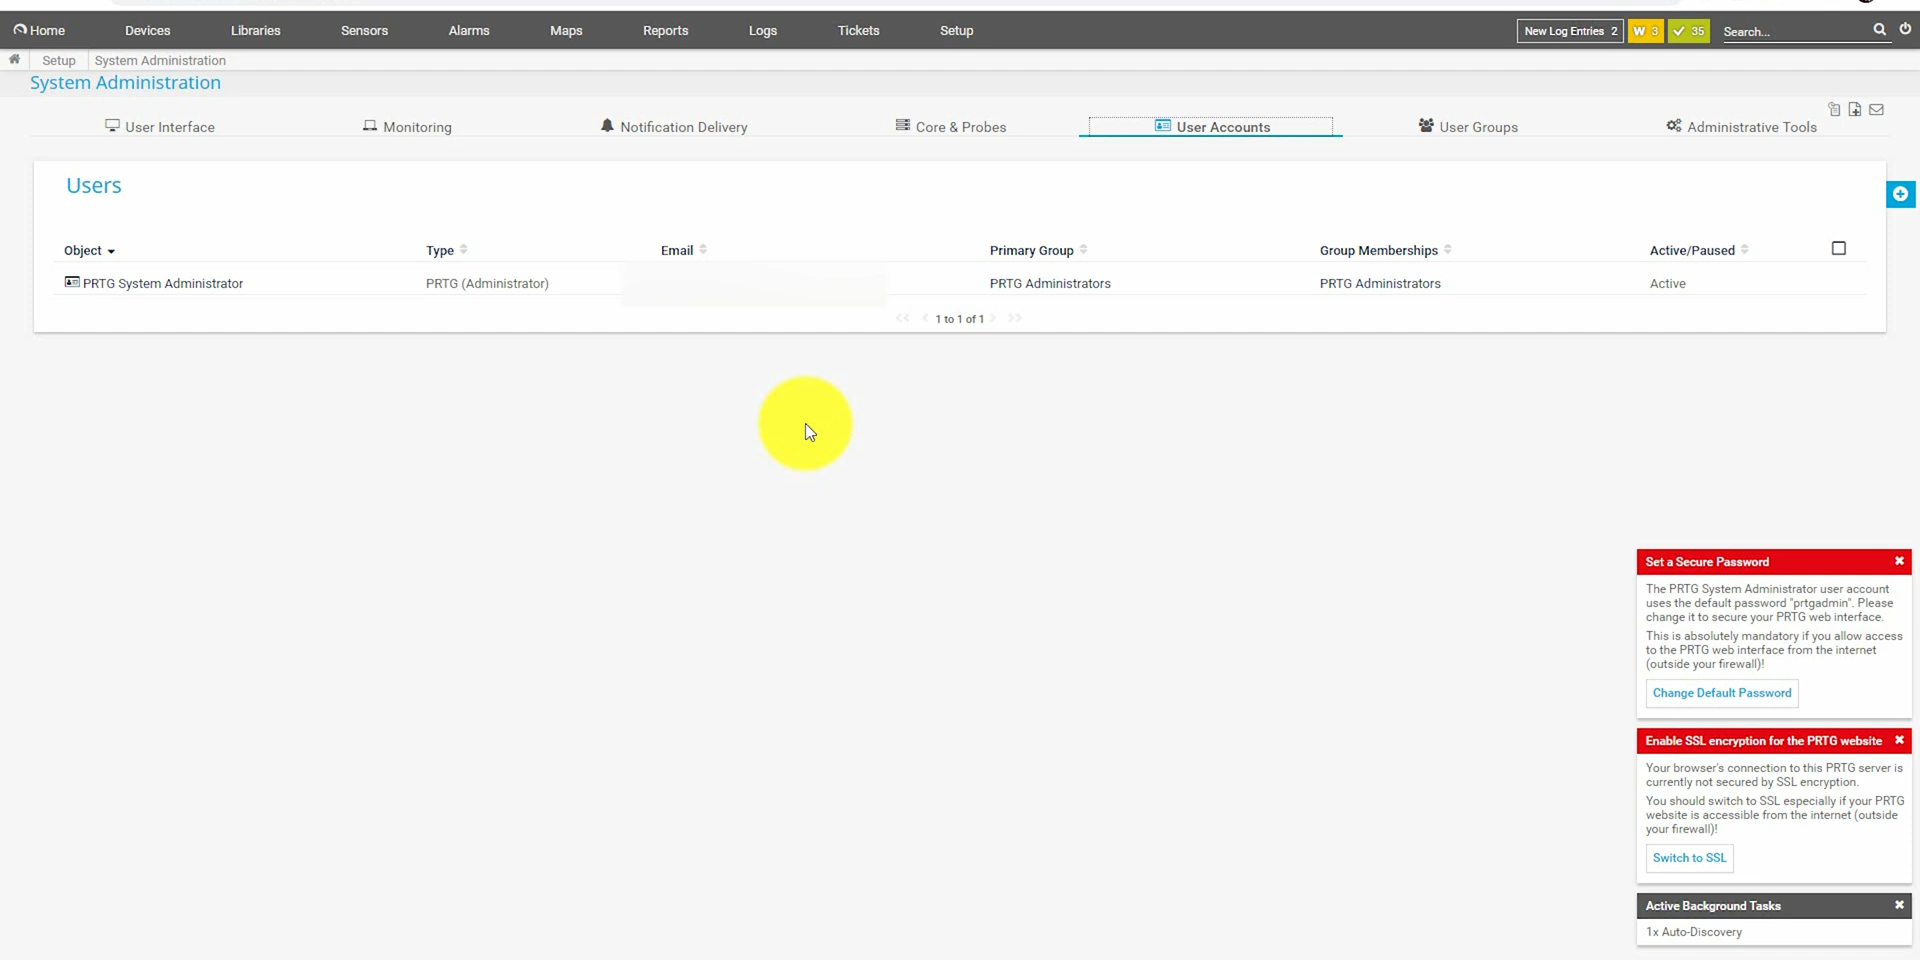 Home Devices Libraries Sensors Alarms Maps Reports Logs Tickets Setup New Log Entries 2 W 3 35 Search...
Setup System Administration
System Administration
User Interface Monitoring Notification Delivery Core & Probes User Accounts User Groups Administrative Tools
Users
Object Type Email Primary Group Group Memberships Active/Paused
PRTG System Administrator PRTG (Administrator) PRTG Administrators PRTG Administrators Active
<< < 1 to 1 of 1 > >>
Set a Secure Password
The PRTG System Administrator user account
uses the default password "prtgadmin". Please
change it to secure your PRTG web interface.
This is absolutely mandatory if you allow access
to the PRTG web interface from the internet
(outside your firewall)!
Change Default Password
Enable SSL encryption for the PRTG website
Your browser's connection to this PRTG server is
currently not secured by SSL encryption.
You should switch to SSL especially if your PRTG
website is accessible from the internet (outside
your firewall)!
Switch to SSL
Active Background Tasks
1x Auto-Discovery